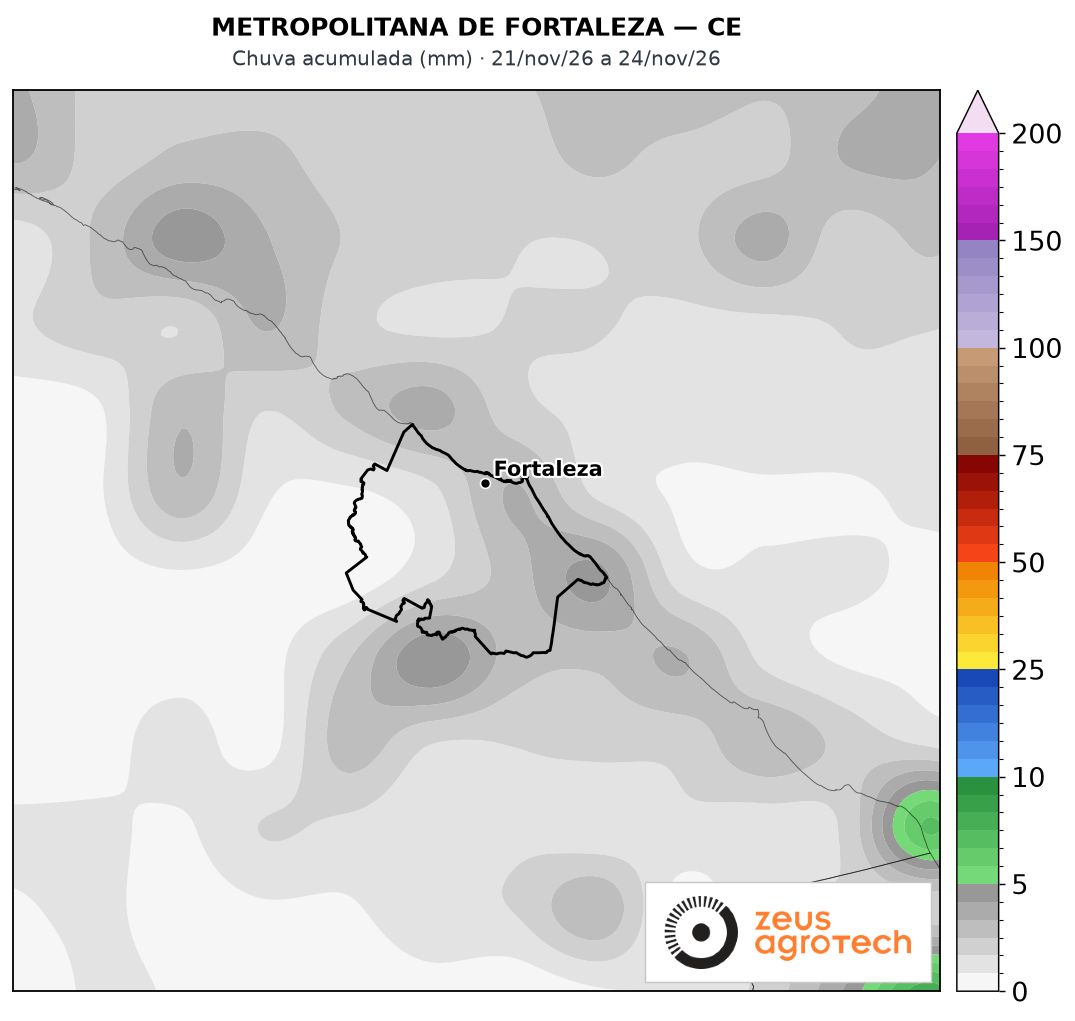 METROPOLITANA DE FORTALEZA — CE
Chuva acumulada (mm) · 21/nov/26 a 24/nov/26
200
150
100
75
50
25
10
5
0
Fortaleza
zeus
agrotech